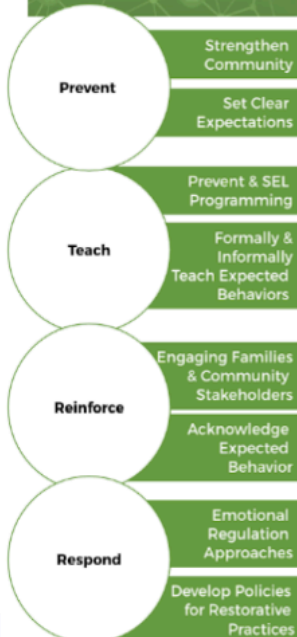 Prevent
Strengthen
Community
Set Clear
Expectations
Teach
Prevent & SEL
Programming
Formally &
Informally
Teach Expected
Behaviors
Reinforce
Engaging Families
& Community
Stakeholders
Acknowledge
Expected
Behavior
Respond
Emotional
Regulation
Approaches
Develop Policies
for Restorative
Practices